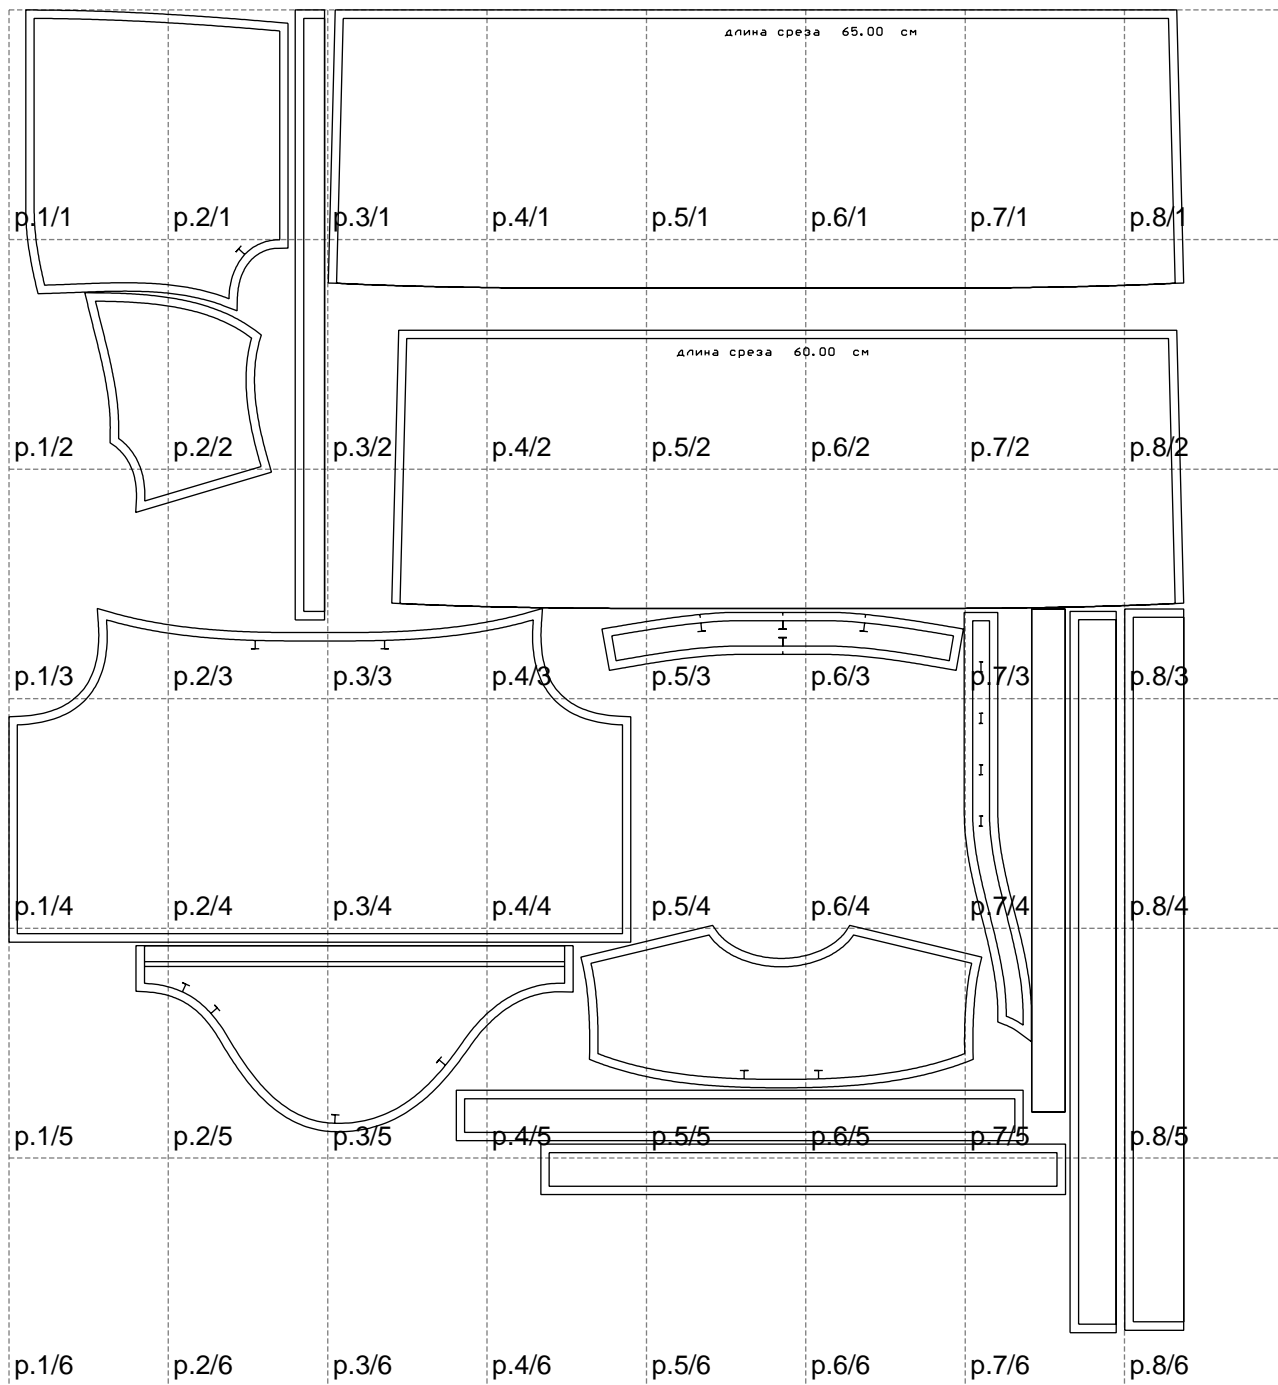 длина среза 65.00 см
p.1/1 p.2/1 p.3/1 p.4/1 p.5/1 p.6/1 p.7/1 p.8/1
длина среза 60.00 см
p.1/2 p.2/2 p.3/2 p.4/2 p.5/2 p.6/2 p.7/2 p.8/2
p.1/3 p.2/3 p.3/3 p.4/3 p.5/3 p.6/3 p.7/3 p.8/3
p.1/4 p.2/4 p.3/4 p.4/4 p.5/4 p.6/4 p.7/4 p.8/4
p.1/5 p.2/5 p.3/5 p.4/5 p.5/5 p.6/5 p.7/5 p.8/5
p.1/6 p.2/6 p.3/6 p.4/6 p.5/6 p.6/6 p.7/6 p.8/6